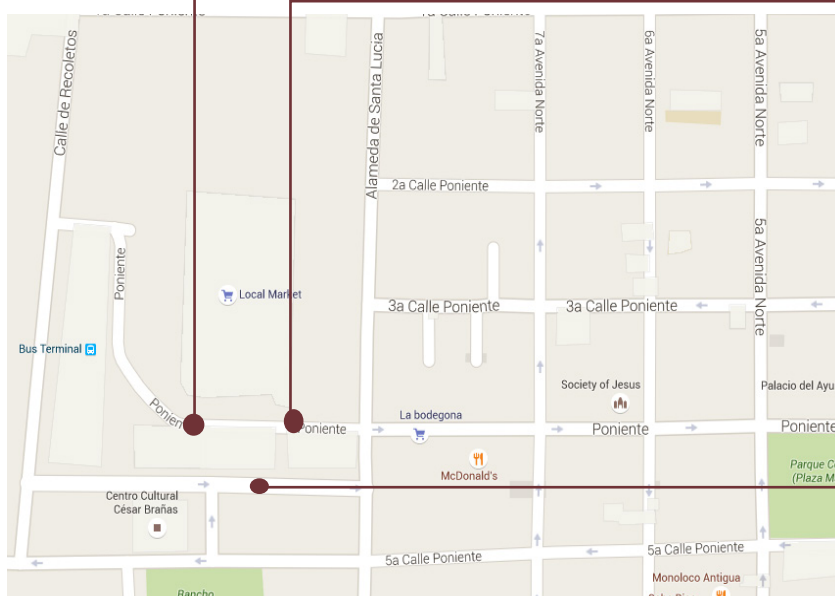 1a Calle Poniente
1a Calle Poniente
Calle de Recoletos
Alameda de Santa Lucia
7a Avenida Norte
6a Avenida Norte
5a Avenida Norte
2a Calle Poniente
Poniente
5a Avenida Norte
Local Market
3a Calle Poniente
3a Calle Poniente
Bus Terminal
Society of Jesus
Palacio del Ayu
Poniente
La bodegona
Poniente
Poniente
Poniente
McDonald's
Parque C
(Plaza M
Centro Cultural
César Brañas
5a Calle Poniente
5a Calle Poniente
Monoloco Antigua
Rancho